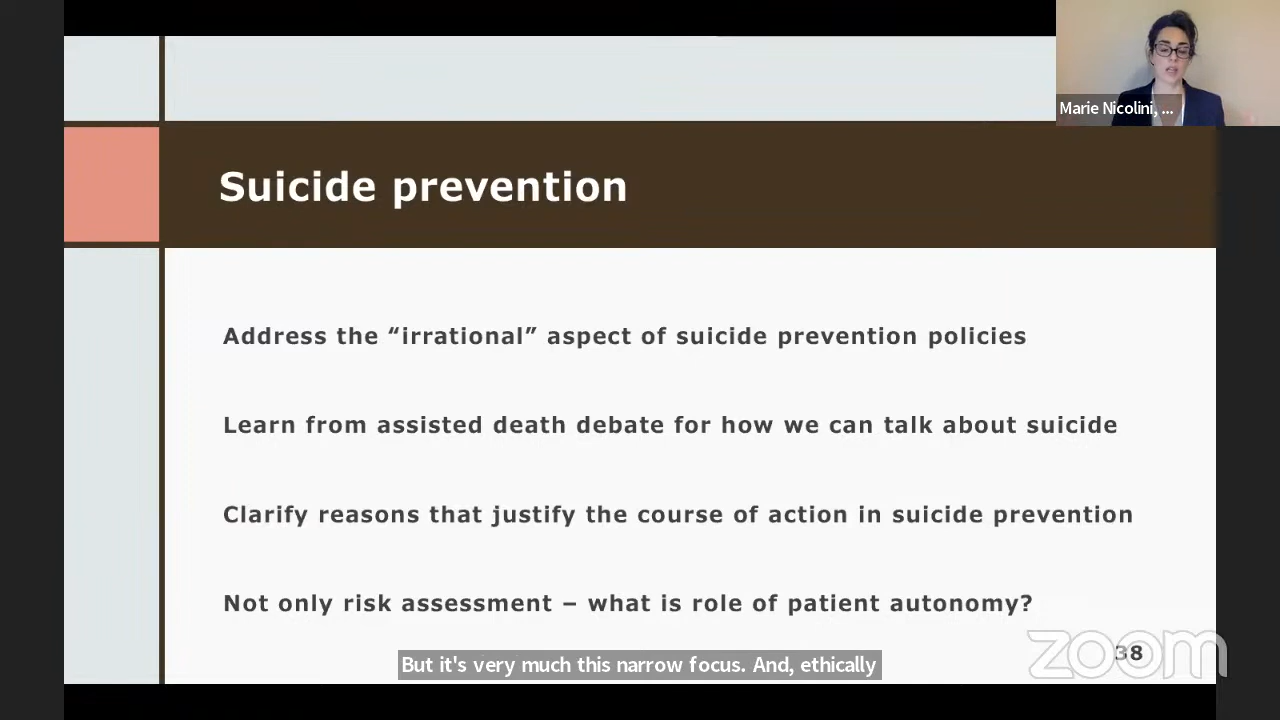 Marie Nicolini, ...
Suicide prevention
Address the “irrational” aspect of suicide prevention policies
Learn from assisted death debate for how we can talk about suicide
Clarify reasons that justify the course of action in suicide prevention
Not only risk assessment – what is role of patient autonomy?
But it's very much this narrow focus. And, ethically
zoom
38